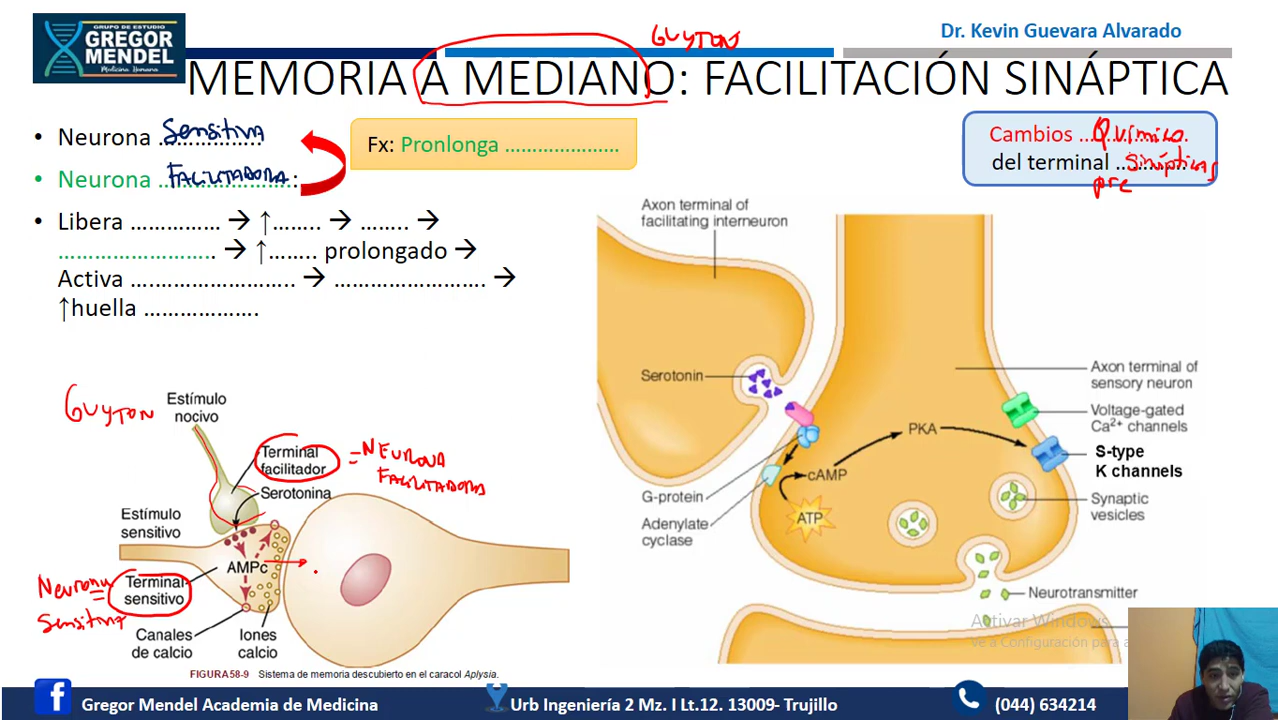 GRUPO DE ESTUDIO
GREGOR
MENDEL
Medicina Humana
Dr. Kevin Guevara Alvarado
GUYTON
MEMORIA A MEDIANO: FACILITACIÓN SINÁPTICA
• Neurona Sensitiva
• Neurona FACILITADORA:
Fx: Pronlonga .....................
Cambios Químico
del terminal Sinápticas
pre
• Libera ................ → ↑........ → ........ →
........................... → ↑........ prolongado →
Activa .......................... → ........................ →
↑huella ...................
Axon terminal of
facilitating interneuron
Serotonin
G-protein
Adenylate
cyclase
ATP
cAMP
PKA
Axon terminal of
sensory neuron
Voltage-gated
Ca2+ channels
S-type
K channels
Synaptic
vesicles
Neurotransmitter
Activar Windows
Ve a Configuración para a
GUYTON
Estímulo
nocivo
Terminal
facilitador
= NEURONA
FACILITADORA
Serotonina
Estímulo
sensitivo
AMPc
Neurona =
Sensitiva
Terminal
sensitivo
Canales
de calcio
Iones
calcio
FIGURA 58-9 Sistema de memoria descubierto en el caracol Aplysia.
f Gregor Mendel Academia de Medicina
Urb Ingeniería 2 Mz. I Lt.12. 13009- Trujillo
(044) 634214